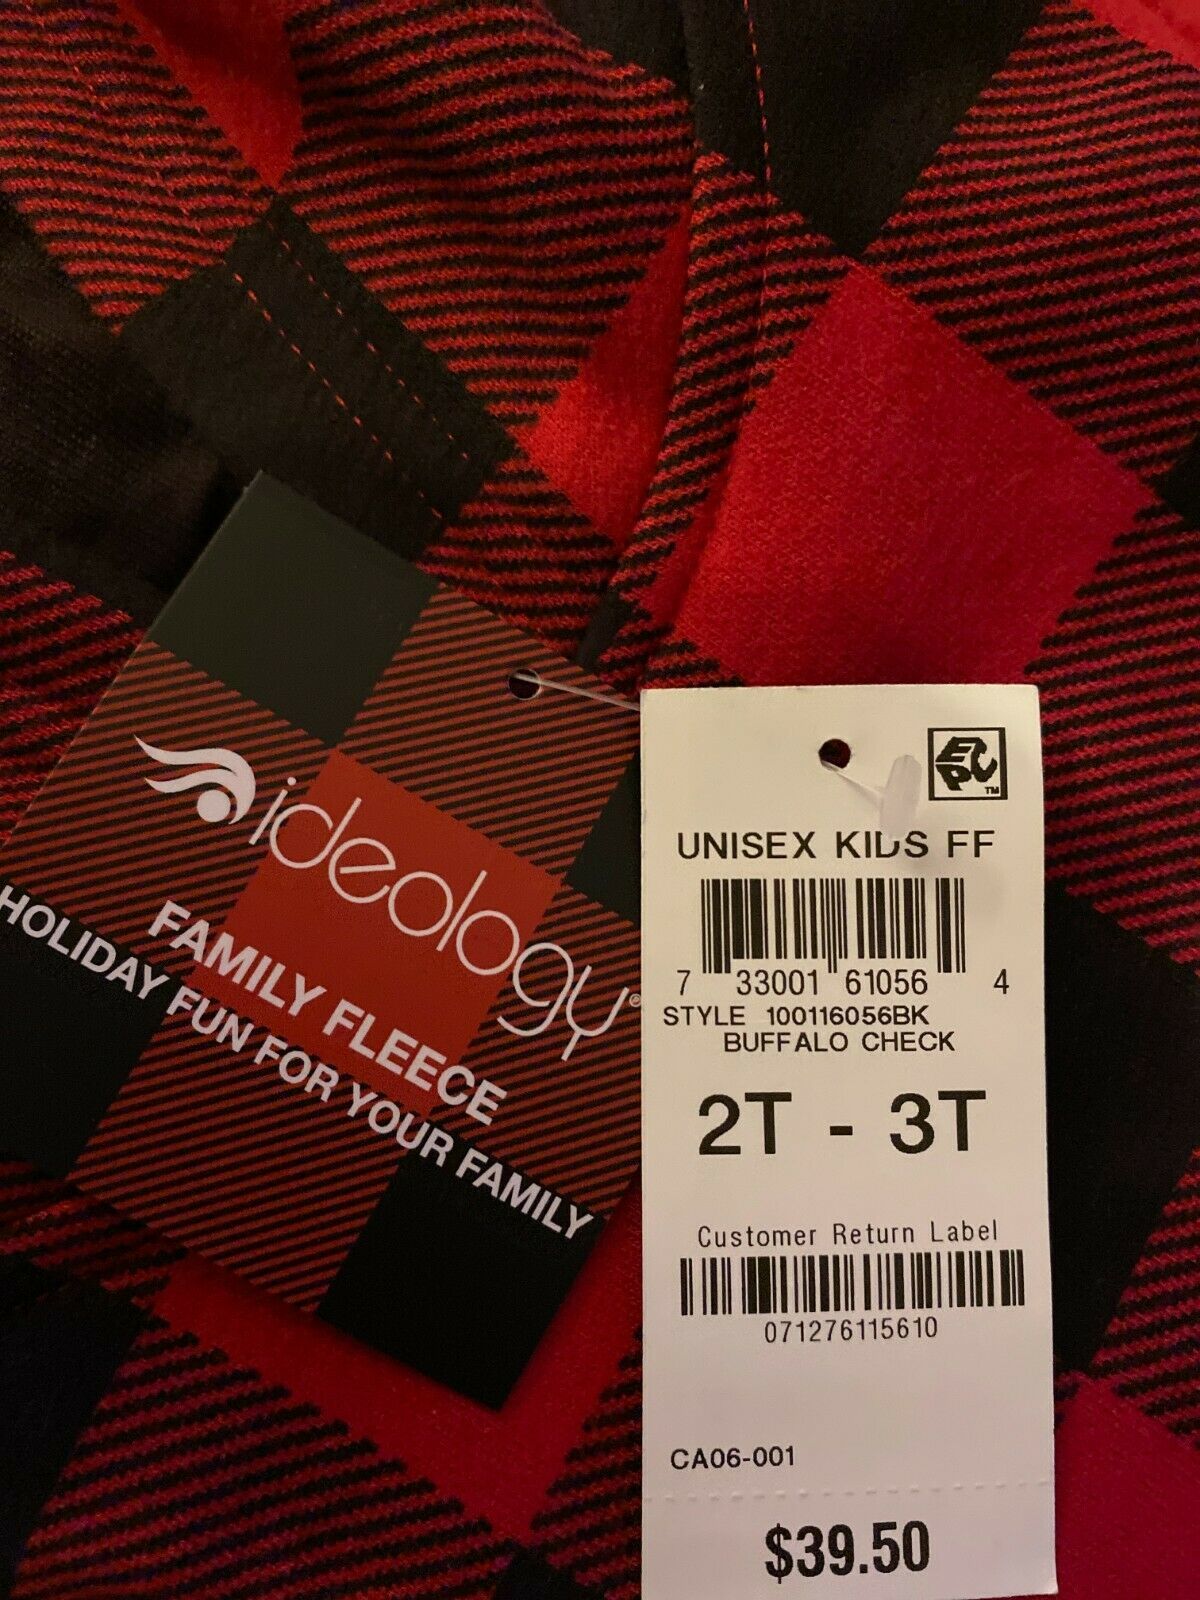 ideology®
FAMILY FLEECE
HOLIDAY FUN FOR YOUR FAMILY
EPC™
UNISEX KIDS FF
7 33001 61056 4
STYLE 100116056BK
BUFFALO CHECK
2T - 3T
Customer Return Label
071276115610
CA06-001
$39.50